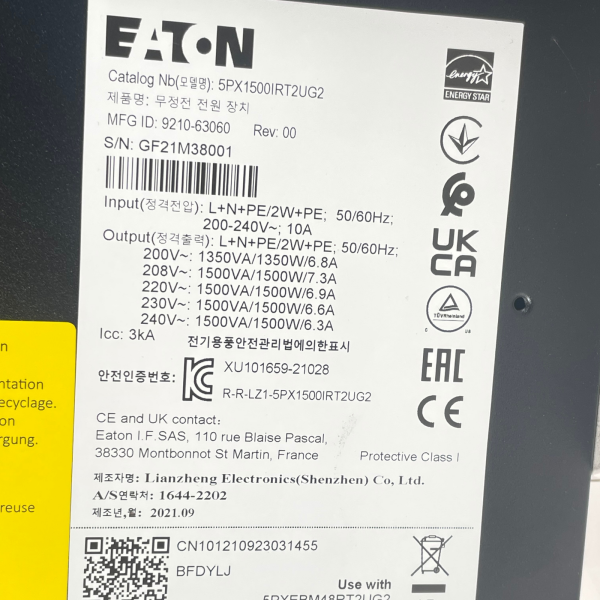 EATON
Catalog Nb(모델명): 5PX1500IRT2UG2
제품명: 무정전 전원 장치
MFG ID: 9210-63060 Rev: 00
S/N: GF21M38001
energy
ENERGY STAR
Input(정격전압): L+N+PE/2W+PE; 50/60Hz;
200-240V~; 10A
Output(정격출력): L+N+PE/2W+PE; 50/60Hz;
200V~: 1350VA/1350W/6.8A
208V~: 1500VA/1500W/7.3A
220V~: 1500VA/1500W/6.9A
230V~: 1500VA/1500W/6.6A
240V~: 1500VA/1500W/6.3A
Icc: 3kA
UK
CA
TÜVRheinland
C US
전기용품안전관리법에의한표시
안전인증번호: XU101659-21028
R-R-LZ1-5PX1500IRT2UG2
EAC
CE
CE and UK contact:
Eaton I.F.SAS, 110 rue Blaise Pascal,
38330 Montbonnot St Martin, France
Protective Class I
제조자명: Lianzheng Electronics(Shenzhen) Co, Ltd.
A/S연락처: 1644-2202
제조년,월: 2021.09
CN101210923031455
BFDYLJ
Use with
5PXEBM48RT2UG2
n
ntation
ecyclage.
on
rgung.
reuse